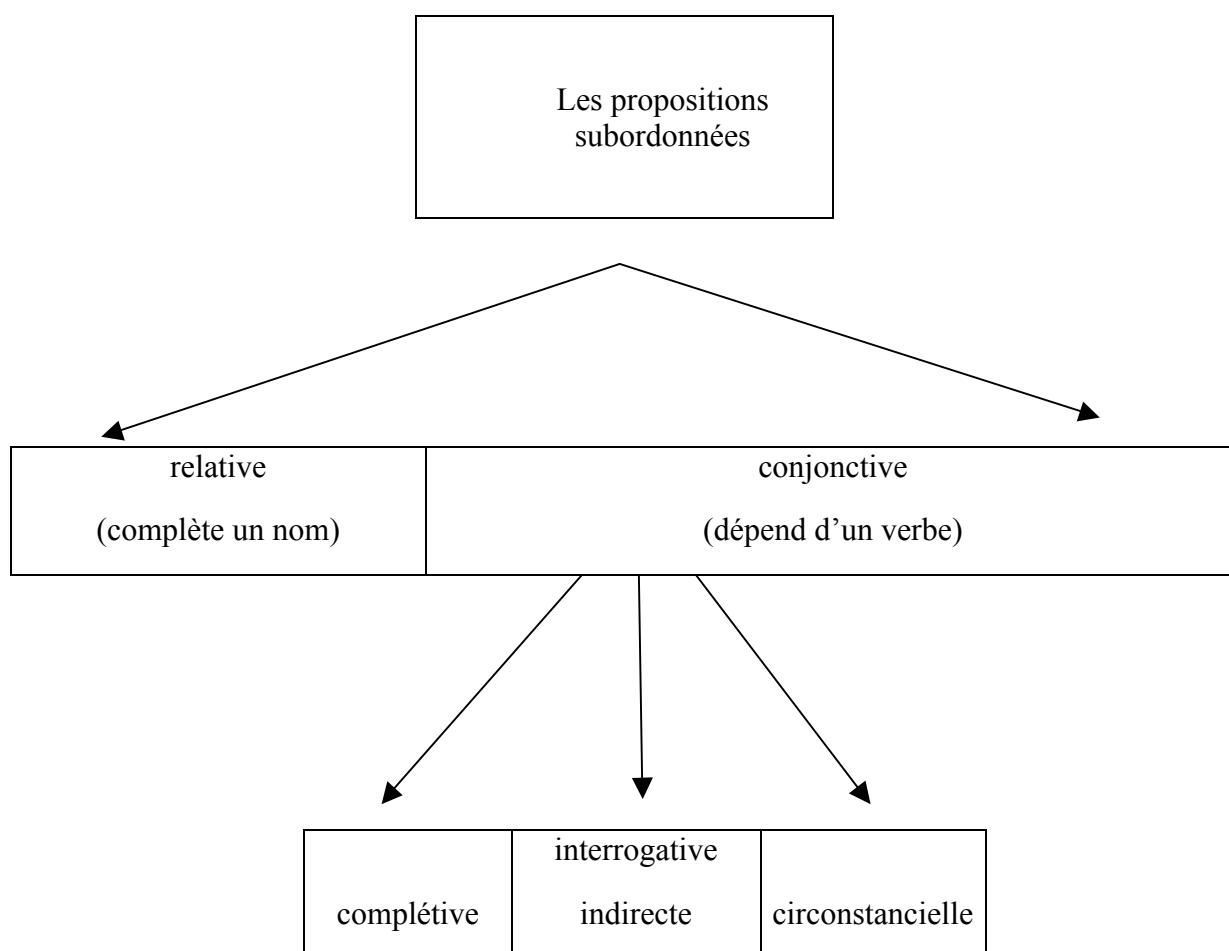 Les propositions
subordonnées
relative
(complète un nom)
conjonctive
(dépend d’un verbe)
complétive
interrogative
indirecte
circonstancielle